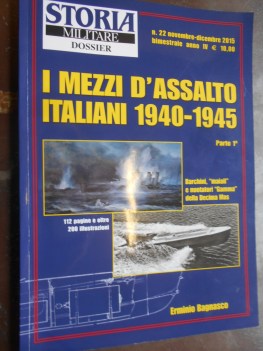 STORIA
MILITARE
DOSSIER
n. 22 novembre-dicembre 2015
bimestrale anno IV € 10,00
I MEZZI D'ASSALTO
ITALIANI 1940-1945
Parte 1ª
Barchini, "maiali"
e nuotatori "Gamma"
della Decima Mas
112 pagine e oltre
200 illustrazioni
Erminio Bagnasco